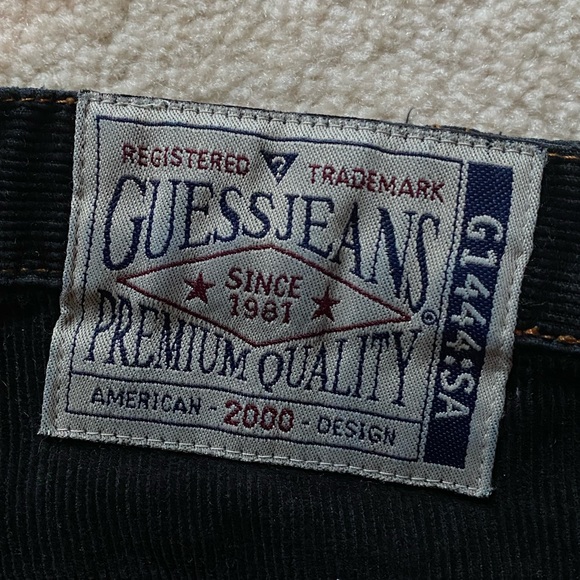 REGISTERED ? TRADEMARK
GUESSJEANS
SINCE
1981
PREMIUM QUALITY®
AMERICAN - 2000 - DESIGN
G1444:SA